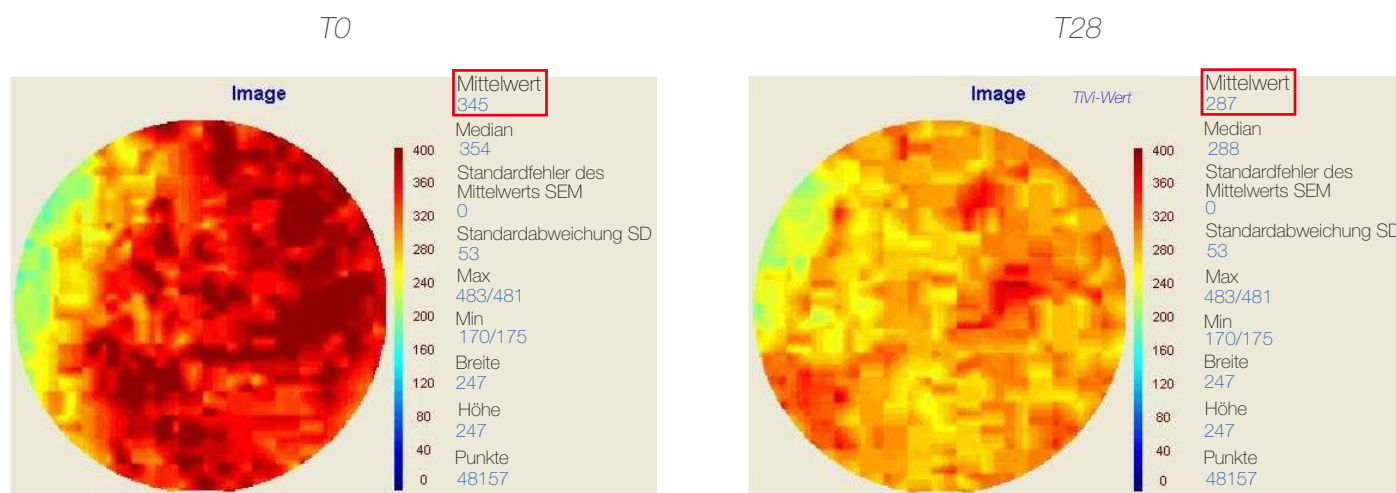 T0
Image
400
360
320
280
240
200
160
120
80
40
0
Mittelwert
345
Median
354
Standardfehler des
Mittelwerts SEM
0
Standardabweichung SD
53
Max
483/481
Min
170/175
Breite
247
Höhe
247
Punkte
48157
T28
Image
TiVi-Wert
400
360
320
280
240
200
160
120
80
40
0
Mittelwert
287
Median
288
Standardfehler des
Mittelwerts SEM
0
Standardabweichung SD
53
Max
483/481
Min
170/175
Breite
247
Höhe
247
Punkte
48157